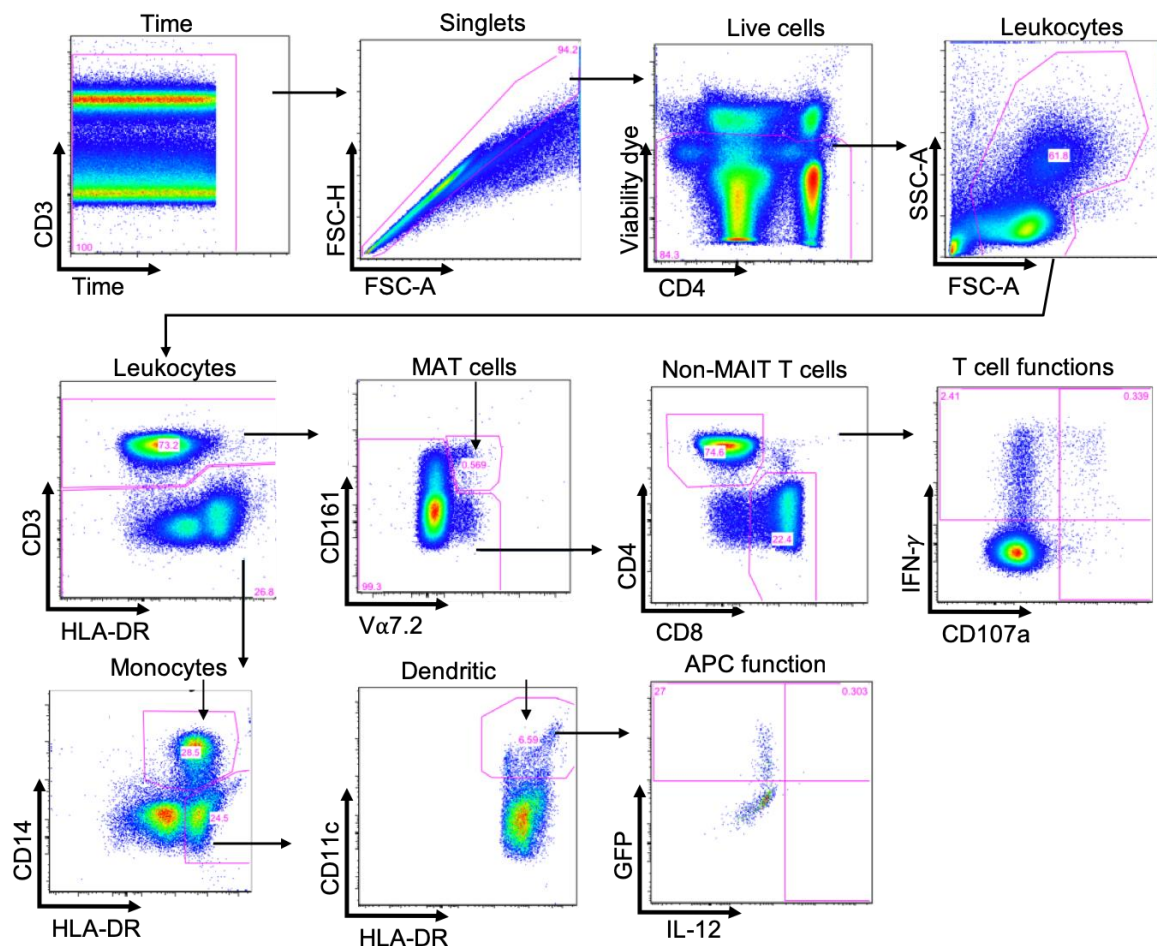 Time
Singlets
Live cells
Leukocytes
CD3
100
Time
FSC-H
94.2
FSC-A
Viability dye
84.3
CD4
SSC-A
61.8
FSC-A
Leukocytes
MAT cells
Non-MAIT T cells
T cell functions
CD3
73.2
26.8
HLA-DR
CD161
0.569
99.3
Vα7.2
CD4
74.6
22.4
CD8
IFN-γ
2.41
0.339
CD107a
Monocytes
Dendritic
APC function
CD14
28.5
24.5
HLA-DR
CD11c
6.59
HLA-DR
GFP
27
0.303
IL-12